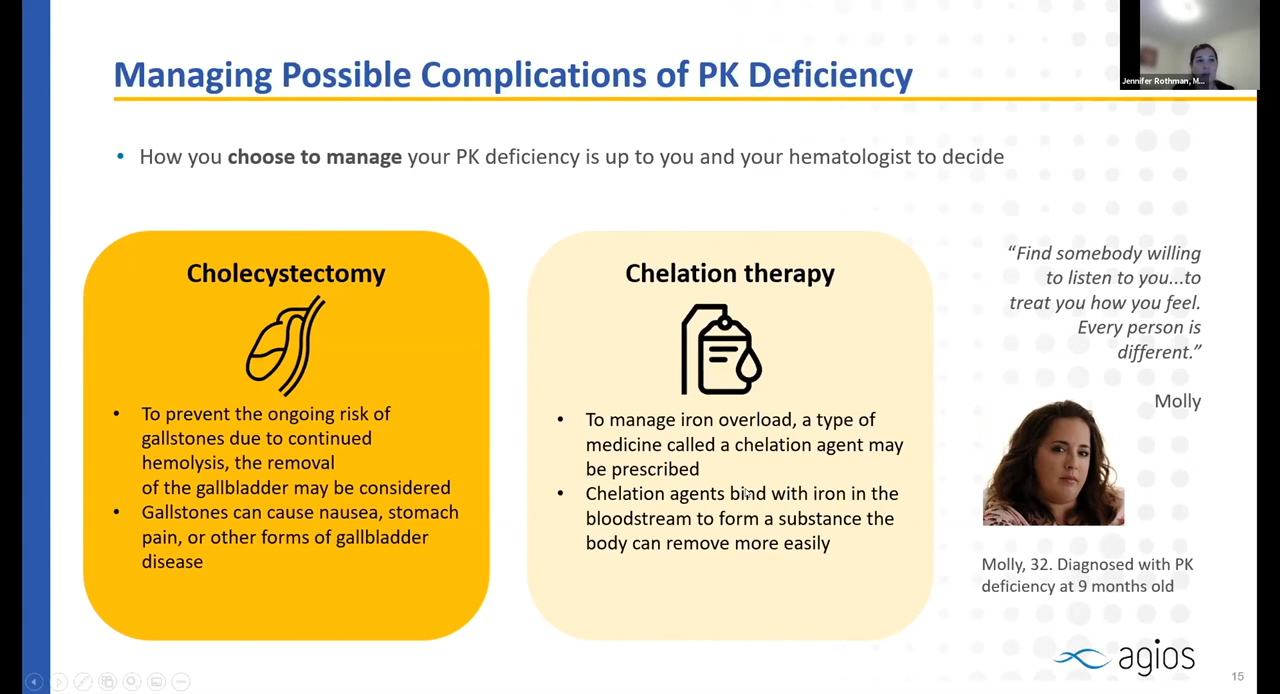 Jennifer Rothman, M...
Managing Possible Complications of PK Deficiency
• How you choose to manage your PK deficiency is up to you and your hematologist to decide
Cholecystectomy
• To prevent the ongoing risk of
gallstones due to continued
hemolysis, the removal
of the gallbladder may be considered
• Gallstones can cause nausea, stomach
pain, or other forms of gallbladder
disease
Chelation therapy
• To manage iron overload, a type of
medicine called a chelation agent may
be prescribed
• Chelation agents bind with iron in the
bloodstream to form a substance the
body can remove more easily
“Find somebody willing
to listen to you...to
treat you how you feel.
Every person is
different.”
Molly
Molly, 32. Diagnosed with PK
deficiency at 9 months old
agios
15